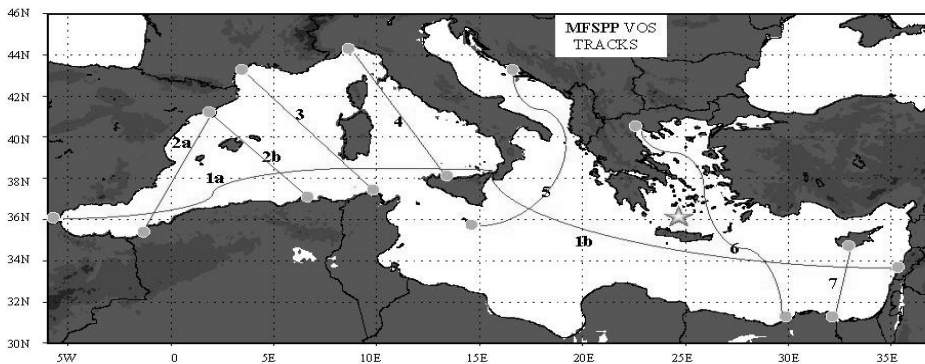 46N
MFSPP VOS
TRACKS
44N
42N
3
4
40N
2a
2b
38N
1a
5
36N
1b
6
34N
7
32N
30N
5W 0 5E 10E 15E 20E 25E 30E 35E